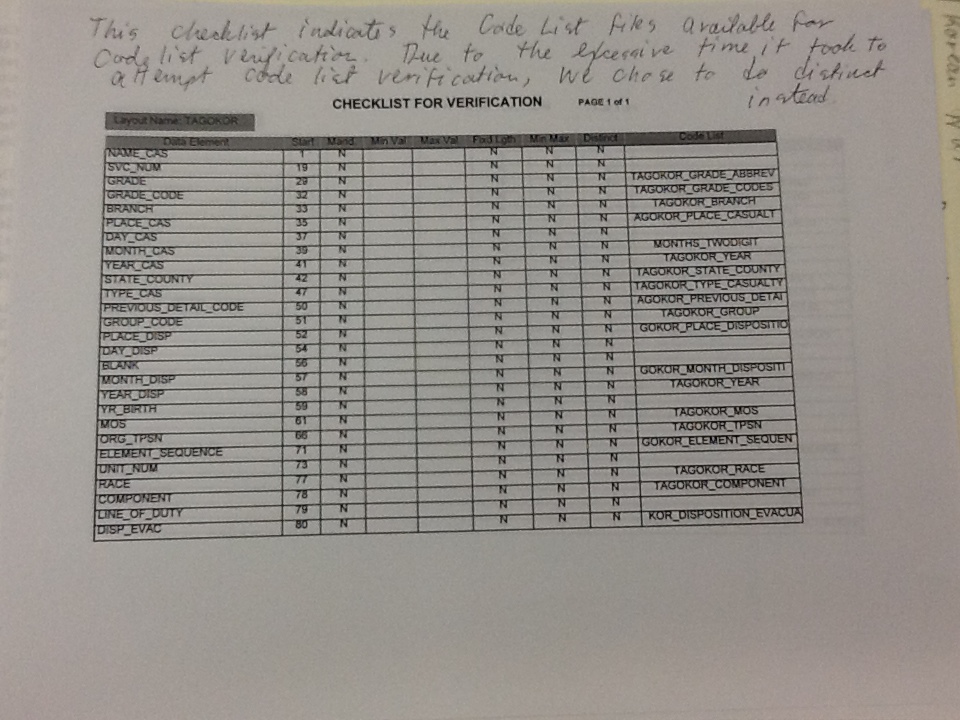 This checklist indicates the Code List files available for
Code list verification. Due to the excessive time it took to
attempt code list verification, we chose to do distinct
instead.
CHECKLIST FOR VERIFICATION PAGE 1 of 1
Layout Name: TAGOKOR
Data Element Start Mand Min Val Max Val Fxd Lgth Min Max Distinct Code List
NAME_CAS 1 N N N N
SVC_NUM 19 N N N N
GRADE 29 N N N N TAGOKOR_GRADE_ABBREV
GRADE_CODE 32 N N N N TAGOKOR_GRADE_CODES
BRANCH 33 N N N N TAGOKOR_BRANCH
PLACE_CAS 35 N N N N AGOKOR_PLACE_CASUALT
DAY_CAS 37 N N N N
MONTH_CAS 39 N N N N MONTHS_TWODIGIT
YEAR_CAS 41 N N N N TAGOKOR_YEAR
STATE_COUNTY 42 N N N N TAGOKOR_STATE_COUNTY
TYPE_CAS 47 N N N N TAGOKOR_TYPE_CASUALTY
PREVIOUS_DETAIL_CODE 50 N N N N AGOKOR_PREVIOUS_DETAI
GROUP_CODE 51 N N N N TAGOKOR_GROUP
PLACE_DISP 52 N N N N GOKOR_PLACE_DISPOSITIO
DAY_DISP 54 N N N N
BLANK 56 N N N N
MONTH_DISP 57 N N N N GOKOR_MONTH_DISPOSITI
YEAR_DISP 58 N N N N TAGOKOR_YEAR
YR_BIRTH 59 N N N N
MOS 61 N N N N TAGOKOR_MOS
ORG_TPSN 66 N N N N TAGOKOR_TPSN
ELEMENT_SEQUENCE 71 N N N N GOKOR_ELEMENT_SEQUEN
UNIT_NUM 73 N N N N
RACE 77 N N N N TAGOKOR_RACE
COMPONENT 78 N N N N TAGOKOR_COMPONENT
LINE_OF_DUTY 79 N N N N
DISP_EVAC 80 N N N N KOR_DISPOSITION_EVACUA
Korean War